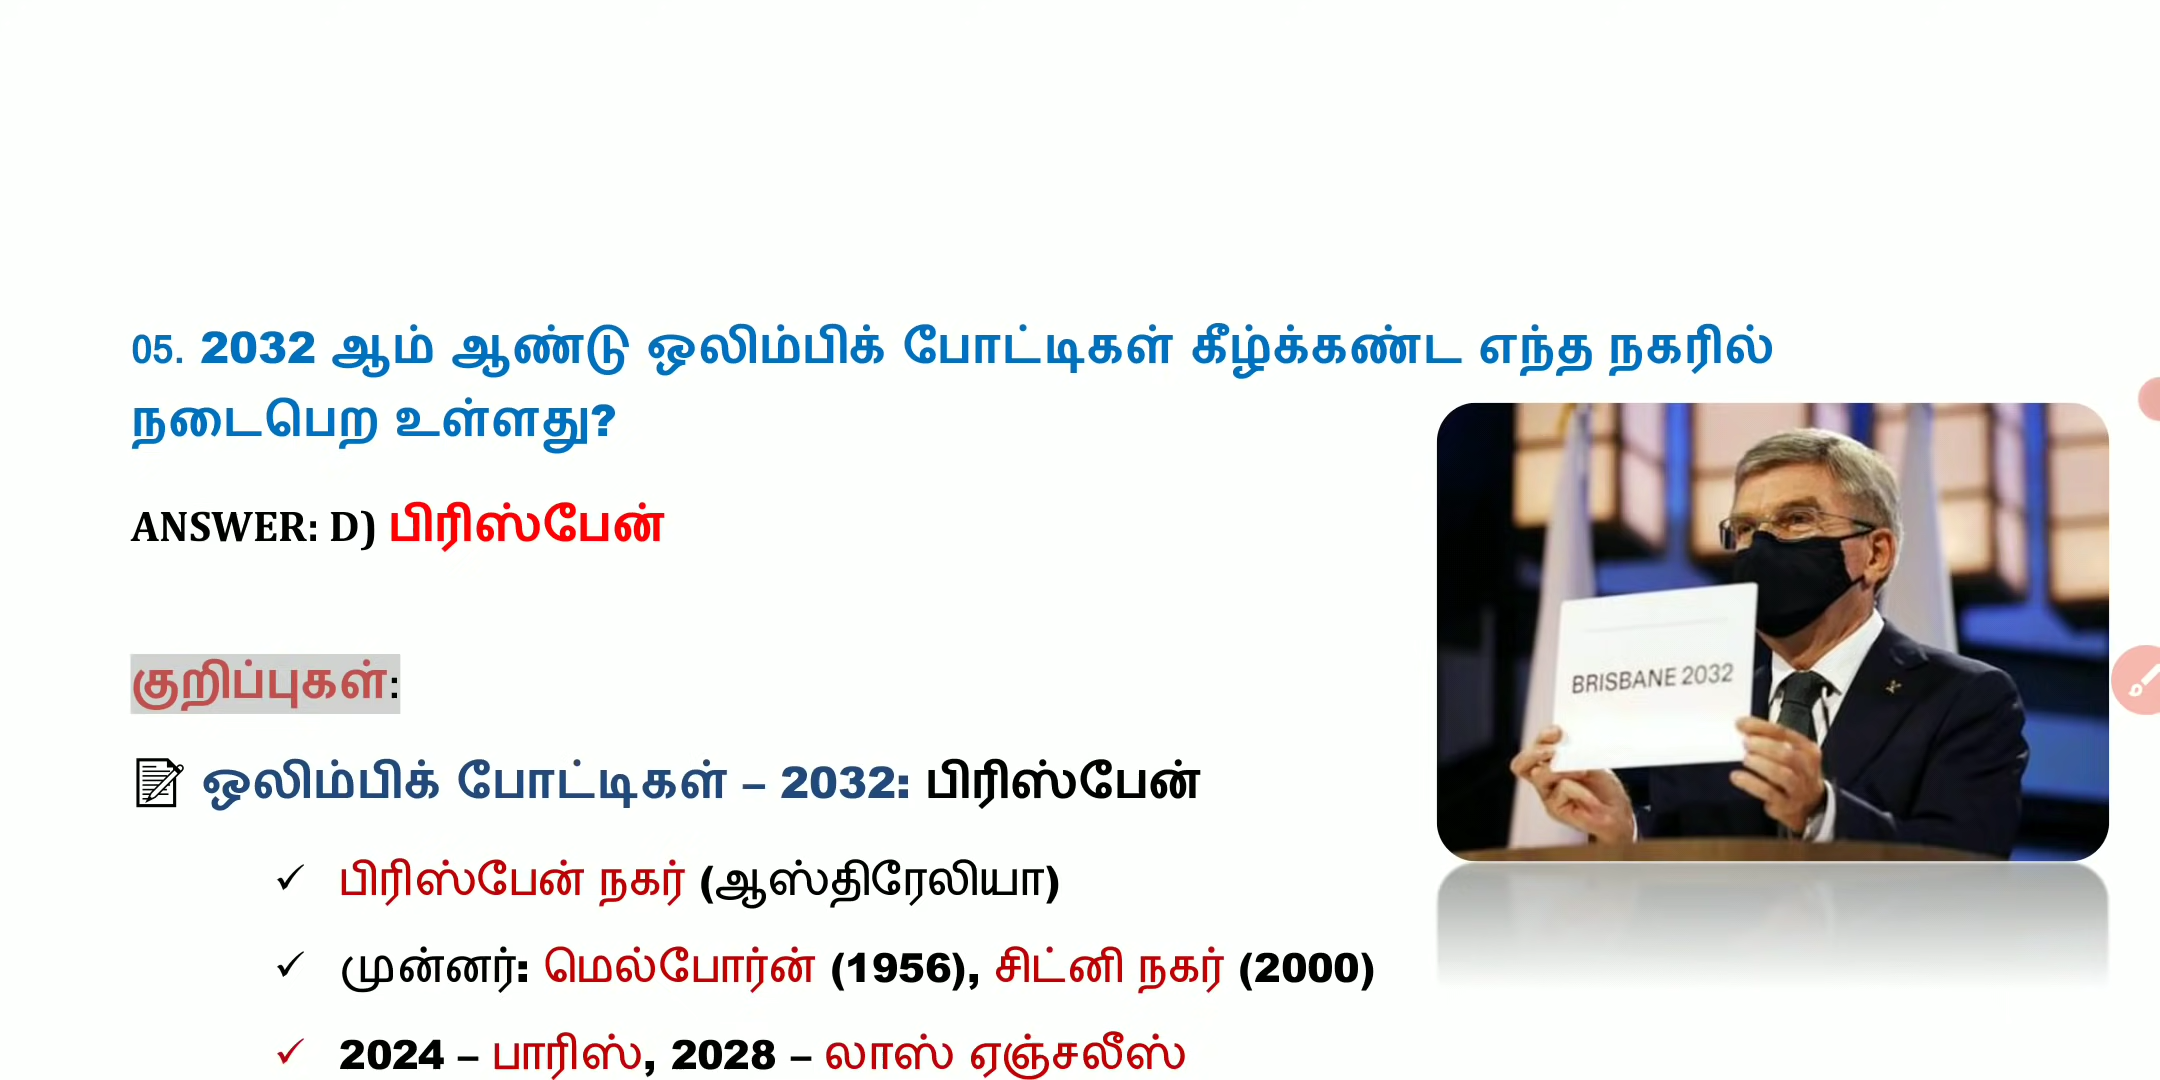 05. 2032 ஆம் ஆண்டு ஒலிம்பிக் போட்டிகள் கீழ்க்கண்ட எந்த நகரில்
நடைபெற உள்ளது?
ANSWER: D) பிரிஸ்பேன்
குறிப்புகள்:
ஒலிம்பிக் போட்டிகள் – 2032: பிரிஸ்பேன்
✓ பிரிஸ்பேன் நகர் (ஆஸ்திரேலியா)
✓ முன்னர்: மெல்போர்ன் (1956), சிட்னி நகர் (2000)
✓ 2024 – பாரிஸ், 2028 – லாஸ் ஏஞ்சலீஸ்
BRISBANE 2032